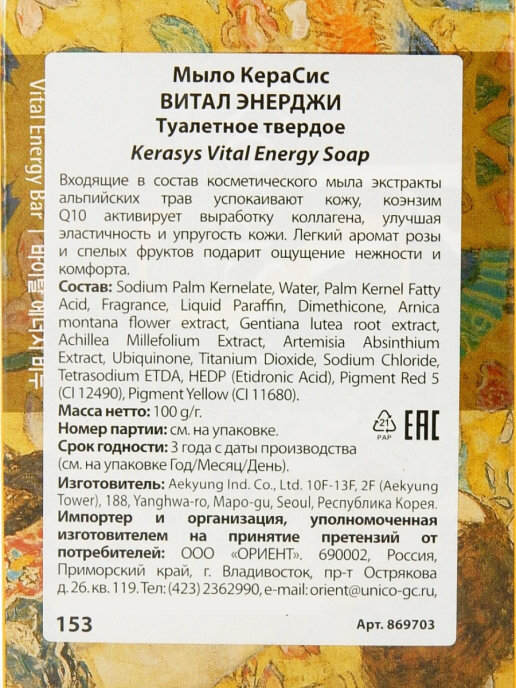 Мыло КераСис
ВИТАЛ ЭНЕРДЖИ
Туалетное твердое
Kerasys Vital Energy Soap
Входящие в состав косметического мыла экстракты
альпийских трав успокаивают кожу, коэнзим
Q10 активирует выработку коллагена, улучшая
эластичность и упругость кожи. Легкий аромат розы
и спелых фруктов подарит ощущение нежности и
комфорта.
Состав: Sodium Palm Kernelate, Water, Palm Kernel Fatty
Acid, Fragrance, Liquid Paraffin, Dimethicone, Arnica
montana flower extract, Gentiana lutea root extract,
Achillea Millefolium Extract, Artemisia Absinthium
Extract, Ubiquinone, Titanium Dioxide, Sodium Chloride,
Tetrasodium ETDA, HEDP (Etidronic Acid), Pigment Red 5
(CI 12490), Pigment Yellow (CI 11680).
Масса нетто: 100 g/г.
Номер партии: см. на упаковке.
Срок годности: 3 года с даты производства
(см. на упаковке Год/Месяц/День).
21
PAP
EAC
Изготовитель: Aekyung Ind. Co., Ltd. 10F-13F, 2F (Aekyung
Tower), 188, Yanghwa-ro, Mapo-gu, Seoul, Республика Корея.
Импортер и организация, уполномоченная
изготовителем на принятие претензий от
потребителей: ООО «ОРИЕНТ». 690002, Россия,
Приморский край, г. Владивосток, пр-т Острякова
д. 26. кв. 119. Тел: (423) 2362990, e-mail: orient@unico-gc.ru,
153
Арт. 869703
Vital Energy Bar | 바이탈 에너지 비누